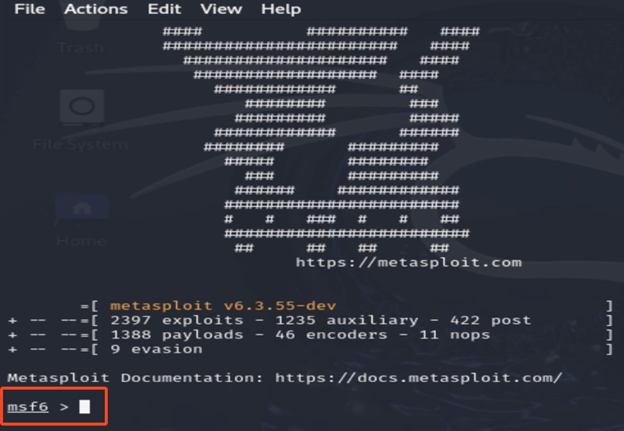 File Actions Edit View Help
Trash
File System
Home
https://metasploit.com
=[ metasploit v6.3.55-dev ]
+ -- --=[ 2397 exploits - 1235 auxiliary - 422 post ]
+ -- --=[ 1388 payloads - 46 encoders - 11 nops ]
+ -- --=[ 9 evasion ]
Metasploit Documentation: https://docs.metasploit.com/
msf6 >